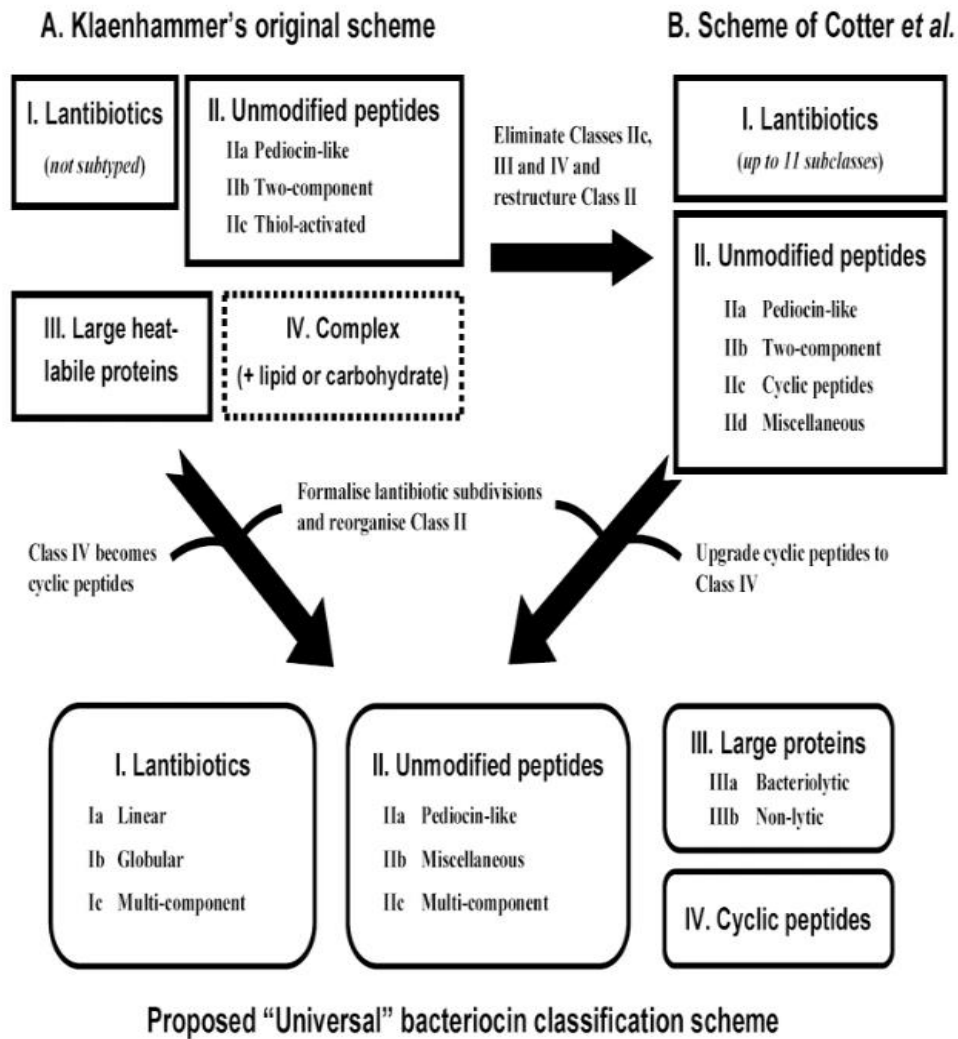 A. Klaenhammer's original scheme
B. Scheme of Cotter et al.
I. Lantibiotics
(not subtyped)
II. Unmodified peptides
IIa Pediocin-like
IIb Two-component
IIc Thiol-activated
III. Large heat-
labile proteins
IV. Complex
(+ lipid or carbohydrate)
Eliminate Classes IIc,
III and IV and
restructure Class II
I. Lantibiotics
(up to 11 subclasses)
II. Unmodified peptides
IIa Pediocin-like
IIb Two-component
IIc Cyclic peptides
IId Miscellaneous
Formalise lantibiotic subdivisions
and reorganise Class II
Class IV becomes
cyclic peptides
Upgrade cyclic peptides to
Class IV
I. Lantibiotics
Ia Linear
Ib Globular
Ic Multi-component
II. Unmodified peptides
IIa Pediocin-like
IIb Miscellaneous
IIc Multi-component
III. Large proteins
IIIa Bacteriolytic
IIIb Non-lytic
IV. Cyclic peptides
Proposed “Universal” bacteriocin classification scheme